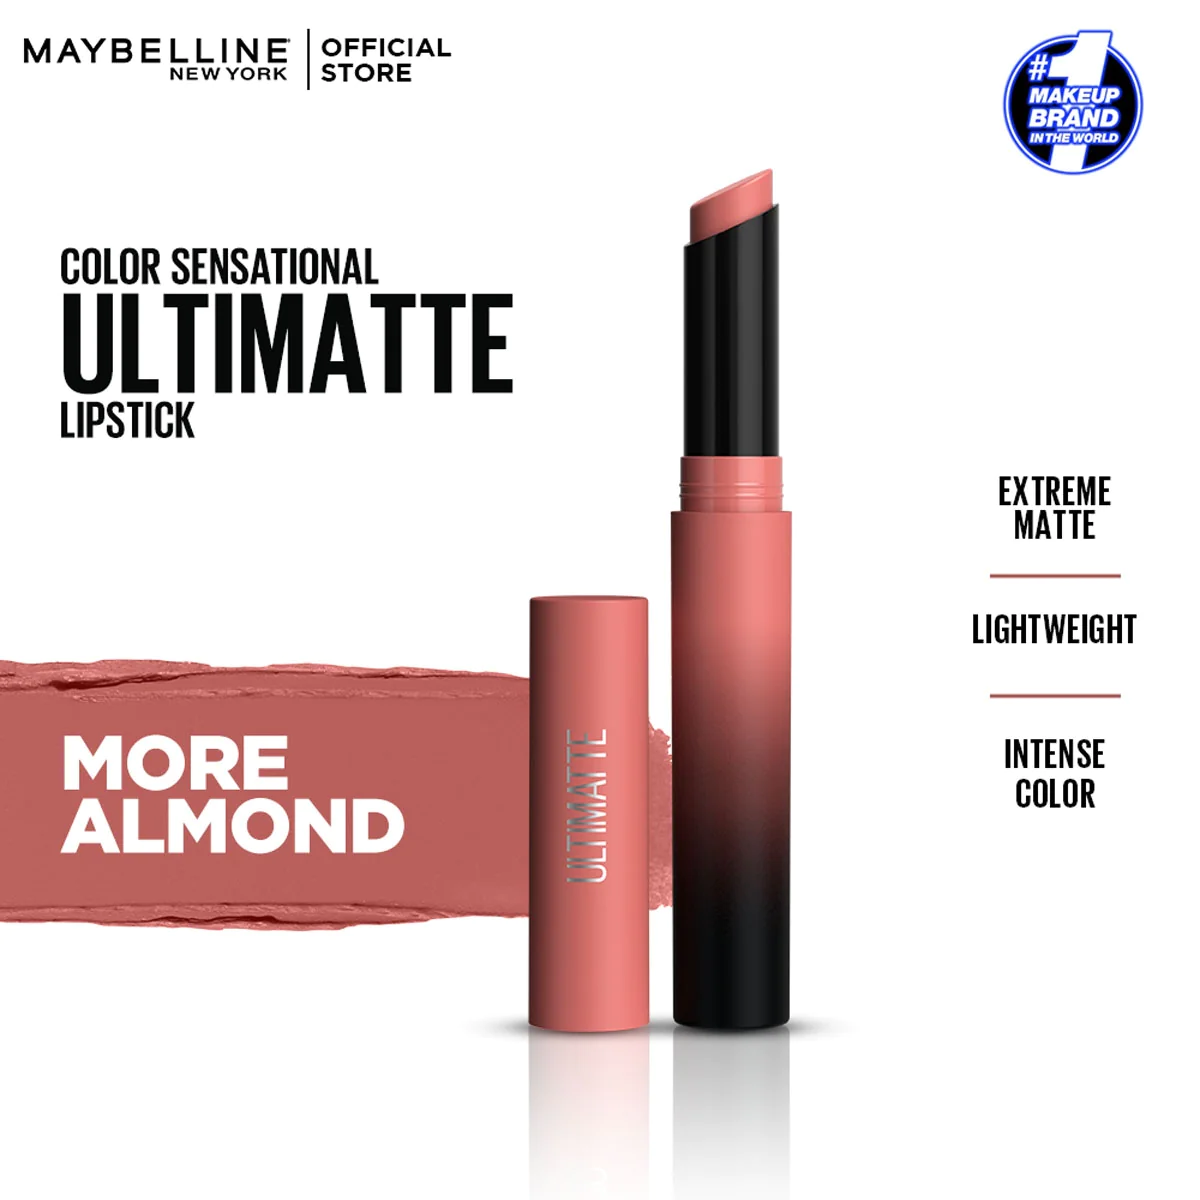 MAYBELLINE
NEW YORK
OFFICIAL
STORE
#1
MAKEUP
BRAND
IN THE WORLD
COLOR SENSATIONAL
ULTIMATTE
LIPSTICK
EXTREME
MATTE
LIGHTWEIGHT
INTENSE
COLOR
MORE
ALMOND
ULTIMATTE